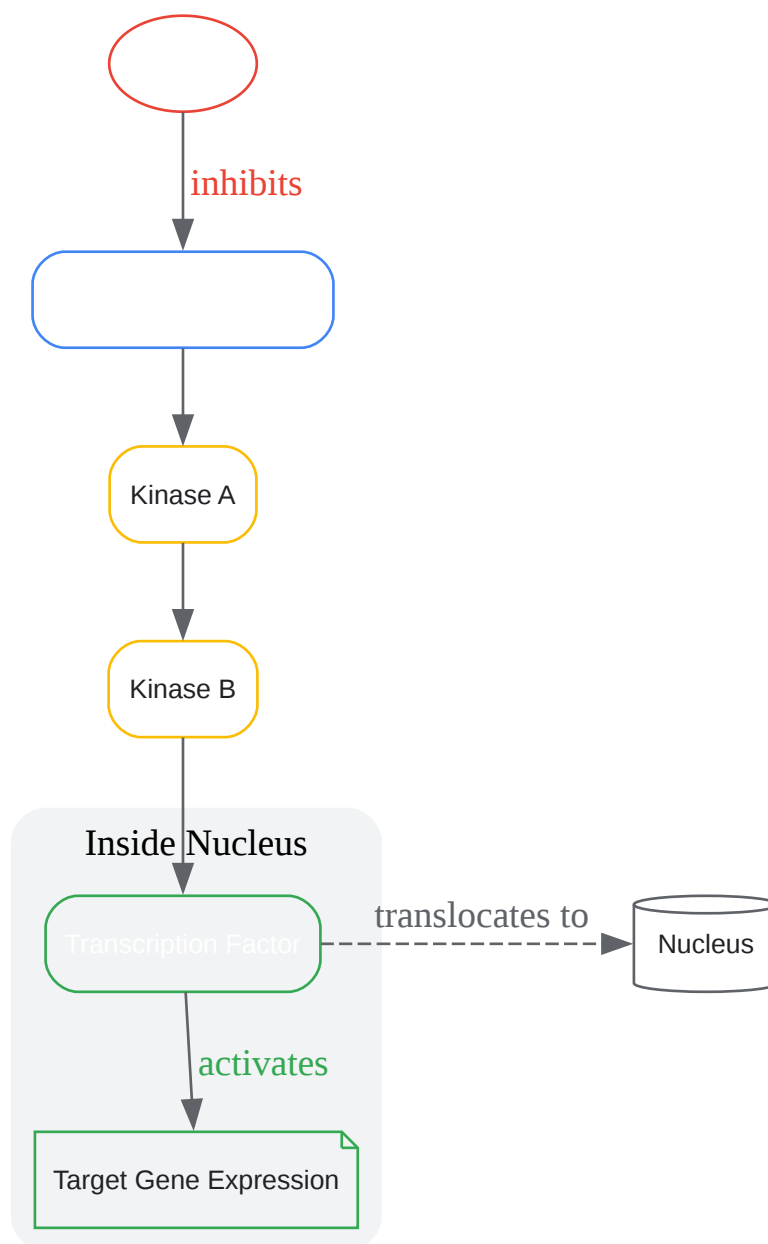 inhibits
Kinase A
Kinase B
Inside Nucleus
Transcription Factor
translocates to
Nucleus
activates
Target Gene Expression